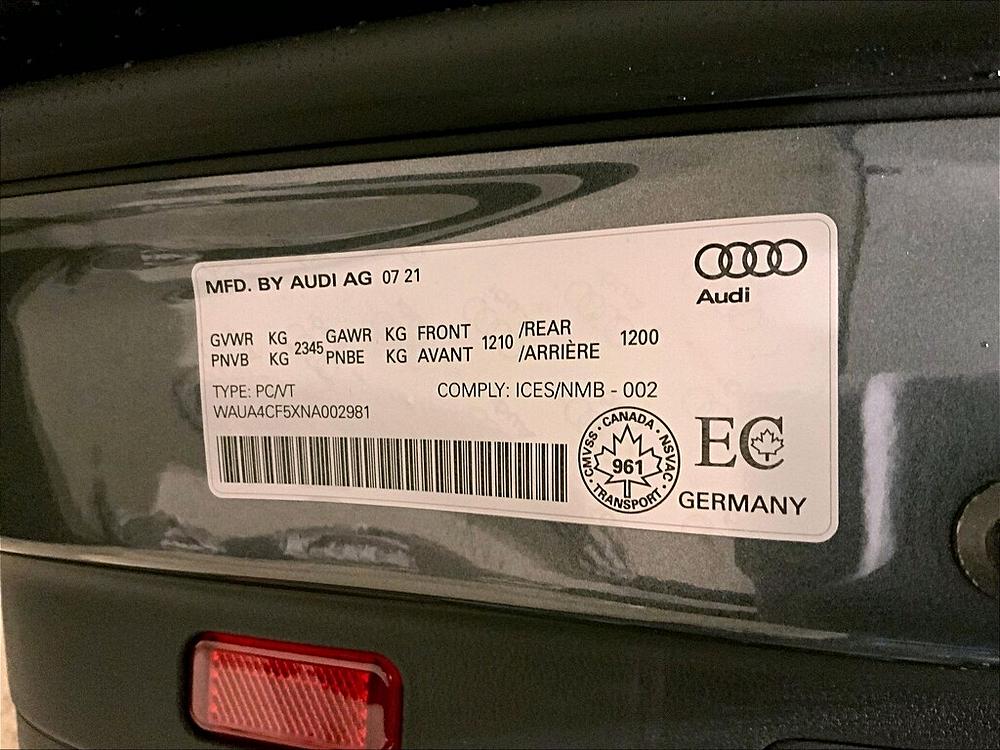 MFD. BY AUDI AG 07 21
Audi
GVWR KG 2345 GAWR KG FRONT 1210 /REAR 1200
PNVB KG PNBE KG AVANT /ARRIÈRE
TYPE: PC/VT COMPLY: ICES/NMB - 002
WAUA4CF5XNA002981
CANADA
CMVSS · NSVAC
961
TRANSPORT
EC
GERMANY